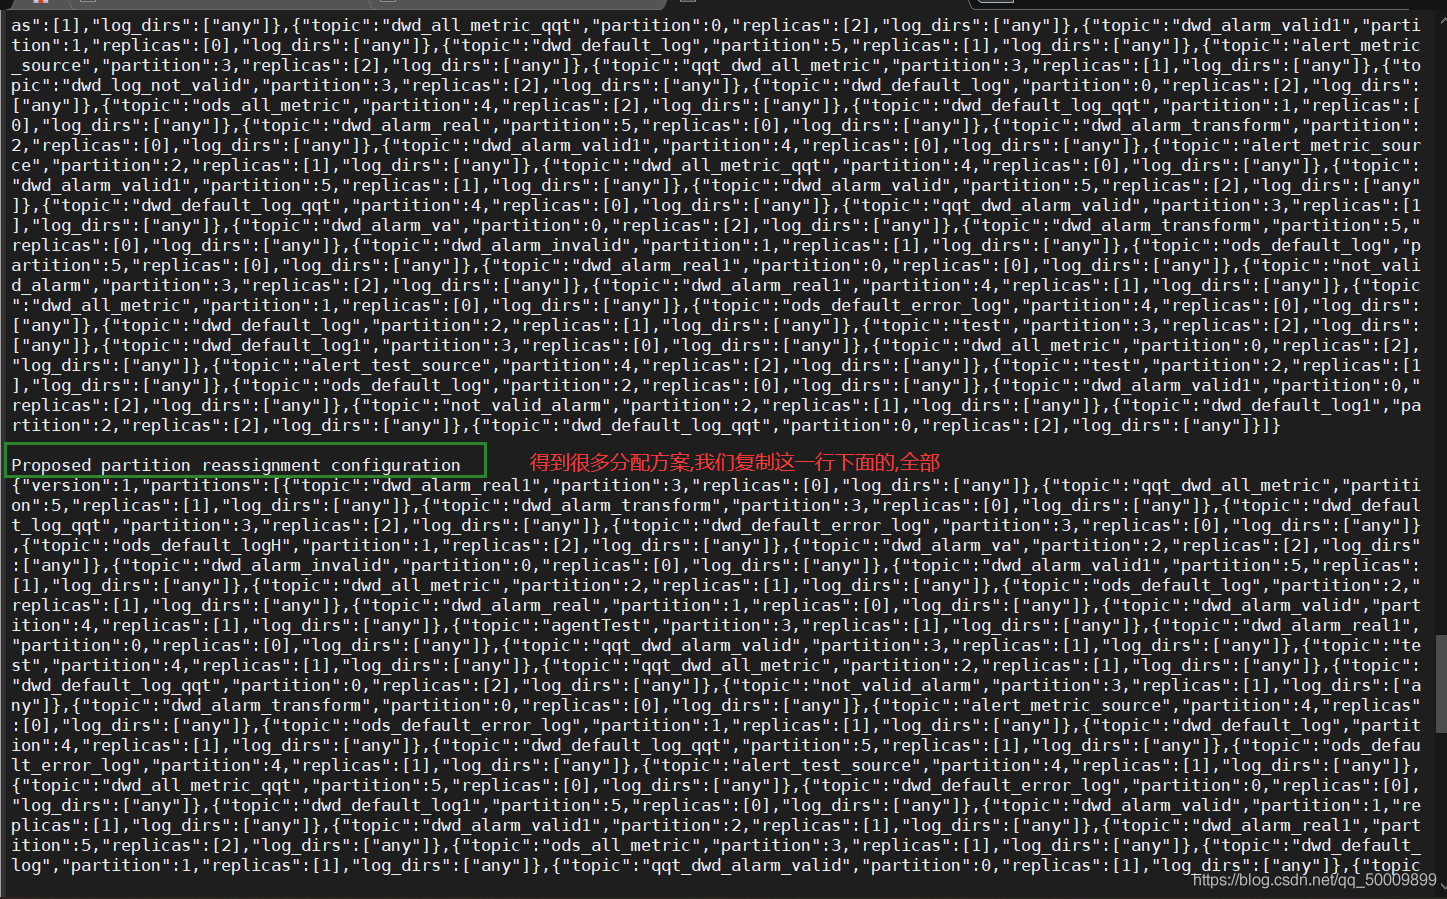 as":[1],"log_dirs":["any"]},{"topic":"dwd_all_metric_qqt","partition":0,"replicas":[2],"log_dirs":["any"]},{"topic":"dwd_alarm_valid1","parti
tion":1,"replicas":[0],"log_dirs":["any"]},{"topic":"dwd_default_log","partition":5,"replicas":[1],"log_dirs":["any"]},{"topic":"alert_metric
_source","partition":3,"replicas":[2],"log_dirs":["any"]},{"topic":"qqt_dwd_all_metric","partition":3,"replicas":[1],"log_dirs":["any"]},{"to
pic":"dwd_log_not_valid","partition":3,"replicas":[2],"log_dirs":["any"]},{"topic":"dwd_default_log","partition":0,"replicas":[2],"log_dirs":
["any"]},{"topic":"ods_all_metric","partition":4,"replicas":[2],"log_dirs":["any"]},{"topic":"dwd_default_log_qqt","partition":1,"replicas":[
0],"log_dirs":["any"]},{"topic":"dwd_alarm_real","partition":5,"replicas":[0],"log_dirs":["any"]},{"topic":"dwd_alarm_transform","partition":
2,"replicas":[0],"log_dirs":["any"]},{"topic":"dwd_alarm_valid1","partition":4,"replicas":[0],"log_dirs":["any"]},{"topic":"alert_metric_sour
ce","partition":2,"replicas":[1],"log_dirs":["any"]},{"topic":"dwd_all_metric_qqt","partition":4,"replicas":[0],"log_dirs":["any"]},{"topic":
"dwd_alarm_valid1","partition":5,"replicas":[1],"log_dirs":["any"]},{"topic":"dwd_alarm_valid","partition":5,"replicas":[2],"log_dirs":["any"
]},{"topic":"dwd_default_log_qqt","partition":4,"replicas":[0],"log_dirs":["any"]},{"topic":"qqt_dwd_alarm_valid","partition":3,"replicas":[1
],"log_dirs":["any"]},{"topic":"dwd_alarm_va","partition":0,"replicas":[2],"log_dirs":["any"]},{"topic":"dwd_alarm_transform","partition":5,"
replicas":[0],"log_dirs":["any"]},{"topic":"dwd_alarm_invalid","partition":1,"replicas":[1],"log_dirs":["any"]},{"topic":"ods_default_log","p
artition":5,"replicas":[0],"log_dirs":["any"]},{"topic":"dwd_alarm_real1","partition":0,"replicas":[0],"log_dirs":["any"]},{"topic":"not_vali
d_alarm","partition":3,"replicas":[2],"log_dirs":["any"]},{"topic":"dwd_alarm_real1","partition":4,"replicas":[1],"log_dirs":["any"]},{"topic
":"dwd_all_metric","partition":1,"replicas":[0],"log_dirs":["any"]},{"topic":"ods_default_error_log","partition":4,"replicas":[0],"log_dirs":
["any"]},{"topic":"dwd_default_log","partition":2,"replicas":[1],"log_dirs":["any"]},{"topic":"test","partition":3,"replicas":[2],"log_dirs":
["any"]},{"topic":"dwd_default_log1","partition":3,"replicas":[0],"log_dirs":["any"]},{"topic":"dwd_all_metric","partition":0,"replicas":[2],
"log_dirs":["any"]},{"topic":"alert_test_source","partition":4,"replicas":[2],"log_dirs":["any"]},{"topic":"test","partition":2,"replicas":[1
],"log_dirs":["any"]},{"topic":"ods_default_log","partition":2,"replicas":[0],"log_dirs":["any"]},{"topic":"dwd_alarm_valid1","partition":0,
"replicas":[2],"log_dirs":["any"]},{"topic":"not_valid_alarm","partition":2,"replicas":[1],"log_dirs":["any"]},{"topic":"dwd_default_log1","pa
rtition":2,"replicas":[2],"log_dirs":["any"]},{"topic":"dwd_default_log_qqt","partition":0,"replicas":[2],"log_dirs":["any"]}]}
Proposed partition reassignment configuration
得到很多分配方案,我们复制这一行下面的,全部
{"version":1,"partitions":[{"topic":"dwd_alarm_real1","partition":3,"replicas":[0],"log_dirs":["any"]},{"topic":"qqt_dwd_all_metric","partiti
on":5,"replicas":[1],"log_dirs":["any"]},{"topic":"dwd_alarm_transform","partition":3,"replicas":[0],"log_dirs":["any"]},{"topic":"dwd_defaul
t_log_qqt","partition":3,"replicas":[2],"log_dirs":["any"]},{"topic":"dwd_default_error_log","partition":3,"replicas":[0],"log_dirs":["any"]}
,{"topic":"ods_default_logH","partition":1,"replicas":[2],"log_dirs":["any"]},{"topic":"dwd_alarm_va","partition":2,"replicas":[2],"log_dirs"
:["any"]},{"topic":"dwd_alarm_invalid","partition":0,"replicas":[0],"log_dirs":["any"]},{"topic":"dwd_alarm_valid1","partition":5,"replicas":
[1],"log_dirs":["any"]},{"topic":"dwd_all_metric","partition":2,"replicas":[1],"log_dirs":["any"]},{"topic":"ods_default_log","partition":2,"
replicas":[1],"log_dirs":["any"]},{"topic":"dwd_alarm_real","partition":1,"replicas":[0],"log_dirs":["any"]},{"topic":"dwd_alarm_valid","part
ition":4,"replicas":[1],"log_dirs":["any"]},{"topic":"agentTest","partition":3,"replicas":[1],"log_dirs":["any"]},{"topic":"dwd_alarm_real1",
"partition":0,"replicas":[0],"log_dirs":["any"]},{"topic":"qqt_dwd_alarm_valid","partition":3,"replicas":[1],"log_dirs":["any"]},{"topic":"te
st","partition":4,"replicas":[1],"log_dirs":["any"]},{"topic":"qqt_dwd_all_metric","partition":2,"replicas":[1],"log_dirs":["any"]},{"topic":
"dwd_default_log_qqt","partition":0,"replicas":[2],"log_dirs":["any"]},{"topic":"not_valid_alarm","partition":3,"replicas":[1],"log_dirs":["a
ny"]},{"topic":"dwd_alarm_transform","partition":0,"replicas":[0],"log_dirs":["any"]},{"topic":"alert_metric_source","partition":4,"replicas"
:[0],"log_dirs":["any"]},{"topic":"ods_default_error_log","partition":1,"replicas":[1],"log_dirs":["any"]},{"topic":"dwd_default_log","partit
ion":4,"replicas":[1],"log_dirs":["any"]},{"topic":"dwd_default_log_qqt","partition":5,"replicas":[1],"log_dirs":["any"]},{"topic":"ods_defau
lt_error_log","partition":4,"replicas":[1],"log_dirs":["any"]},{"topic":"alert_test_source","partition":4,"replicas":[1],"log_dirs":["any"]},
{"topic":"dwd_all_metric_qqt","partition":5,"replicas":[0],"log_dirs":["any"]},{"topic":"dwd_default_error_log","partition":0,"replicas":[0],
"log_dirs":["any"]},{"topic":"dwd_default_log1","partition":5,"replicas":[0],"log_dirs":["any"]},{"topic":"dwd_alarm_valid","partition":1,"re
plicas":[1],"log_dirs":["any"]},{"topic":"dwd_alarm_valid1","partition":2,"replicas":[1],"log_dirs":["any"]},{"topic":"dwd_alarm_real1","part
ition":5,"replicas":[2],"log_dirs":["any"]},{"topic":"ods_all_metric","partition":3,"replicas":[1],"log_dirs":["any"]},{"topic":"dwd_default_
log","partition":1,"replicas":[1],"log_dirs":["any"]},{"topic":"qqt_dwd_alarm_valid","partition":0,"replicas":[1],"log_dirs":["any"]},{"topic
https://blog.csdn.net/qq_50009899